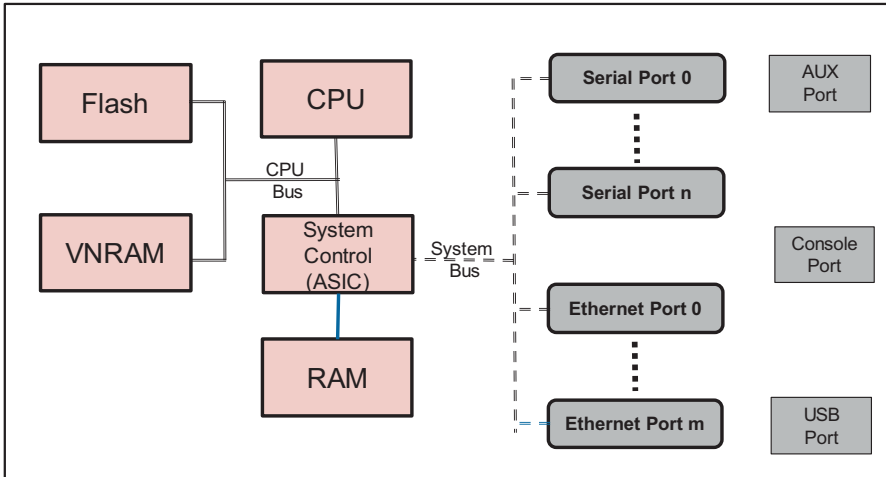 Flash
CPU
CPU
Bus
VNRAM
System
Control
(ASIC)
System
Bus
RAM
Serial Port 0
Serial Port n
Ethernet Port 0
Ethernet Port m
AUX
Port
Console
Port
USB
Port